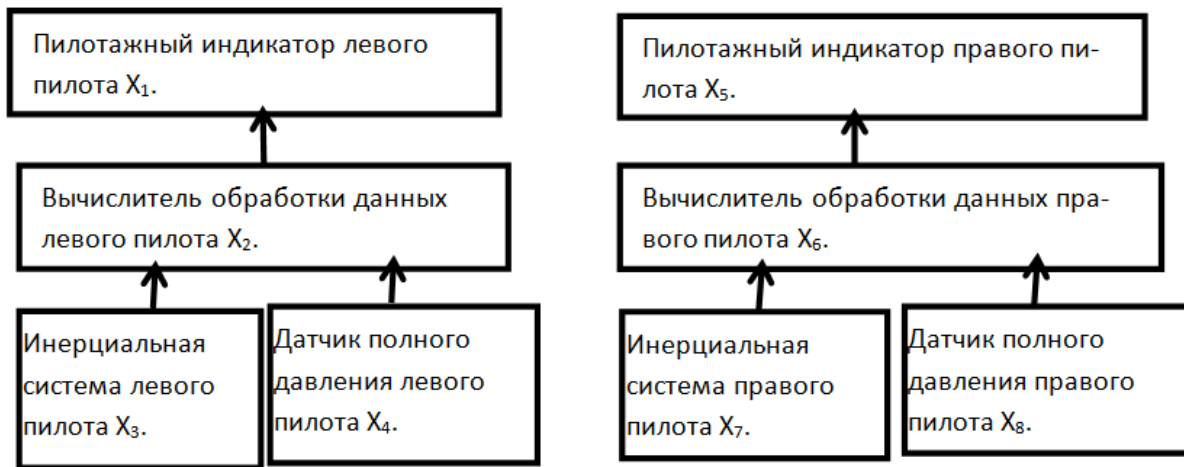 Пилотажный индикатор левого
пилота X₁.
Пилотажный индикатор правого пи-
лота X₅.
Вычислитель обработки данных
левого пилота X₂.
Вычислитель обработки данных пра-
вого пилота X₆.
Инерциальная
система левого
пилота X₃.
Датчик полного
давления левого
пилота X₄.
Инерциальная
система правого
пилота X₇.
Датчик полного
давления правого
пилота X₈.